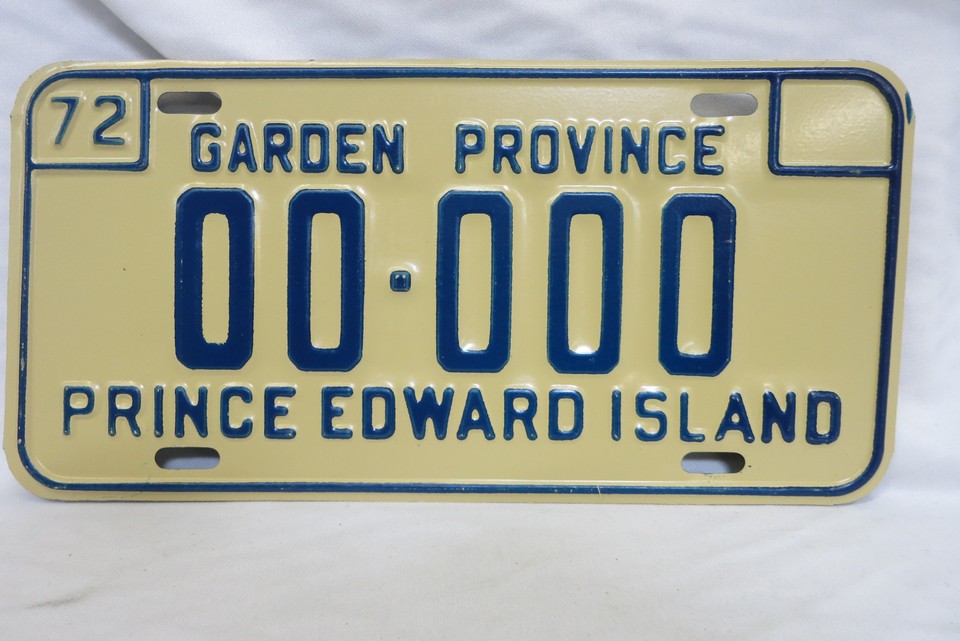 72
GARDEN PROVINCE
00·000
PRINCE EDWARD ISLAND